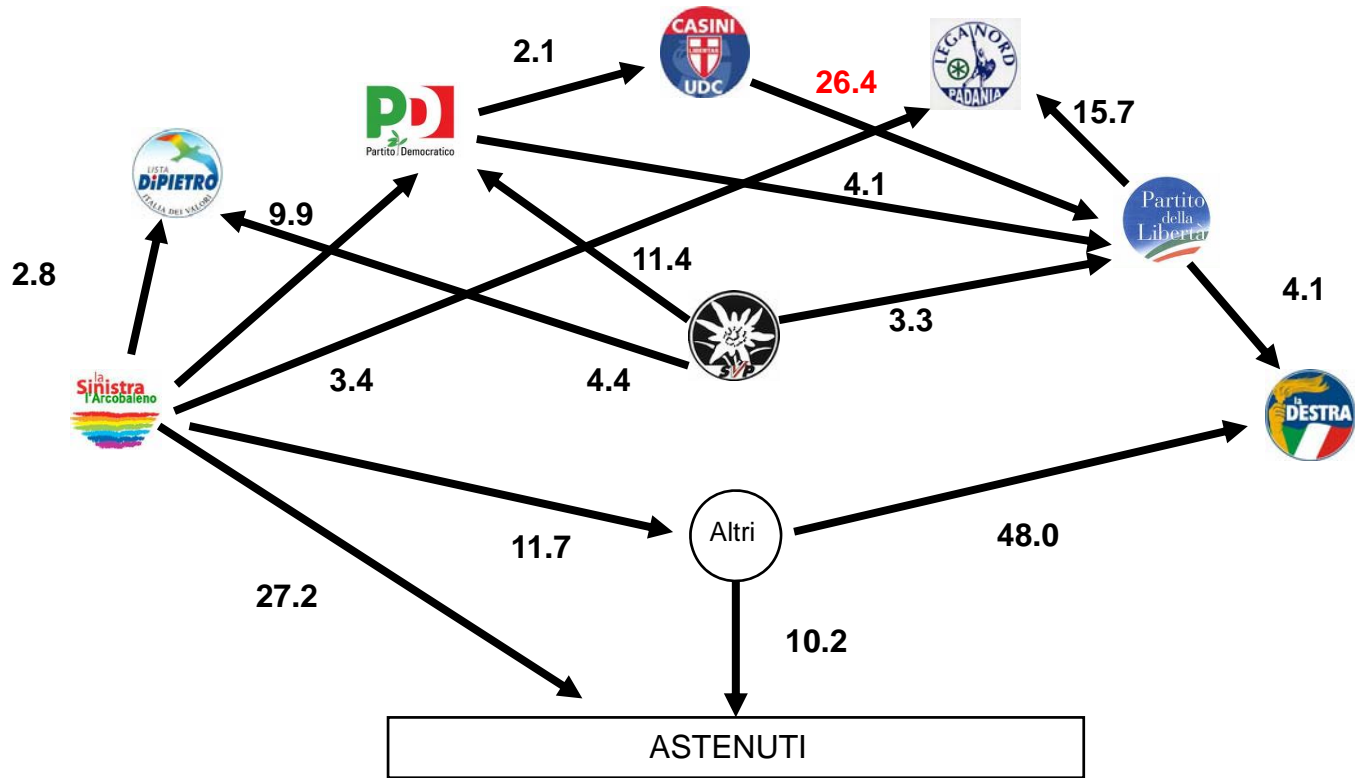 CASINI
LIBERTAS
UDC
LEGA NORD
PADANIA
2.1
26.4
15.7
PD
Partito Democratico
LISTA
DiPIETRO
ITALIA DEI VALORI
9.9
4.1
Partito
della
Libertà
2.8
11.4
4.1
3.3
SVP
3.4
4.4
la
Sinistra
l'Arcobaleno
la
DESTRA
Altri
11.7
48.0
27.2
10.2
ASTENUTI